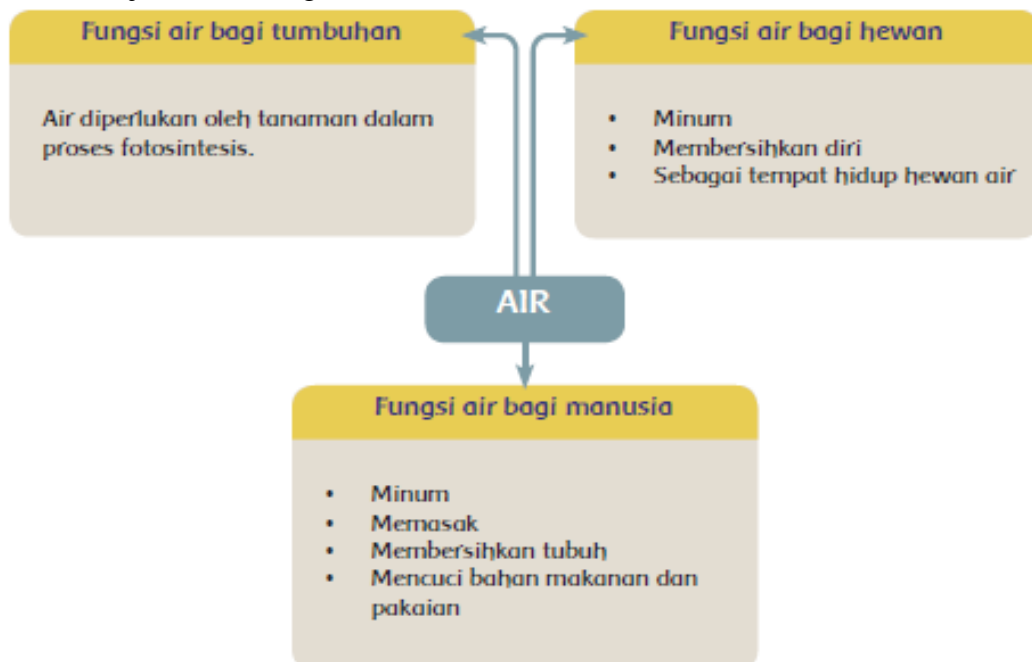 Fungsi air bagi tumbuhan
Air diperlukan oleh tanaman dalam
proses fotosintesis.
Fungsi air bagi hewan
• Minum
• Membersihkan diri
• Sebagai tempat hidup hewan air
AIR
Fungsi air bagi manusia
• Minum
• Memasak
• Membersihkan tubuh
• Mencuci bahan makanan dan
pakaian